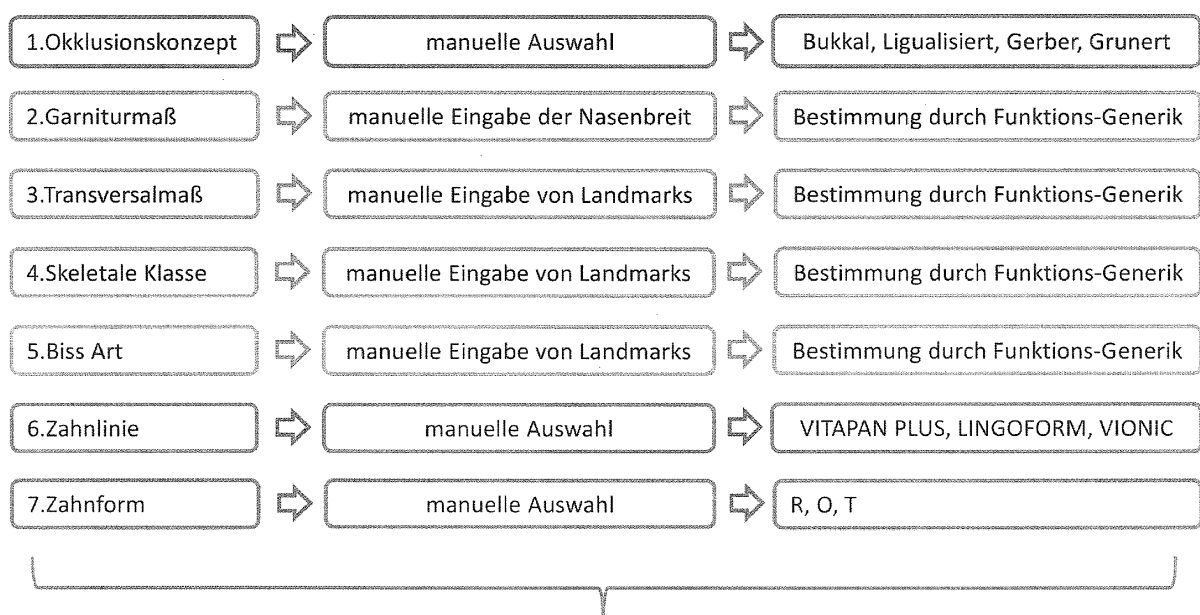 1.Okklusionskonzept manuelle Auswahl Bukkal, Ligualisiert, Gerber, Grunert
2.Garniturmaß manuelle Eingabe der Nasenbreit Bestimmung durch Funktions-Generik
3.Transversalmaß manuelle Eingabe von Landmarks Bestimmung durch Funktions-Generik
4.Skeletale Klasse manuelle Eingabe von Landmarks Bestimmung durch Funktions-Generik
5.Biss Art manuelle Eingabe von Landmarks Bestimmung durch Funktions-Generik
6.Zahnlinie manuelle Auswahl VITAPAN PLUS, LINGOFORM, VIONIC
7.Zahnform manuelle Auswahl R, O, T